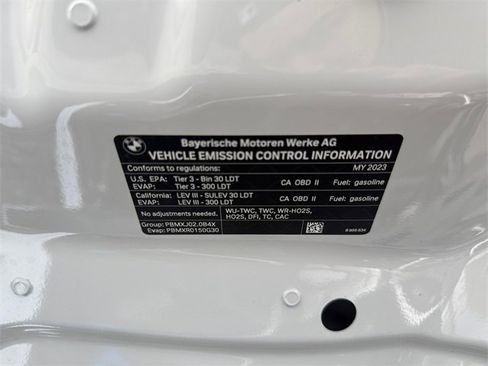 BMW
Bayerische Motoren Werke AG
VEHICLE EMISSION CONTROL INFORMATION
Conforms to regulations: MY 2023
U.S. EPA: Tier 3 - Bin 30 LDT CA OBD II Fuel: gasoline
EVAP: Tier 3 - 300 LDT
California: LEV III - SULEV 30 LDT CA OBD II Fuel: gasoline
EVAP: LEV III - 300 LDT
No adjustments needed. WU-TWC, TWC, WR-HO2S,
Group: PBMXJ02.0B4X HO2S, DFI, TC, CAC
Evap: PBMXR0150G30